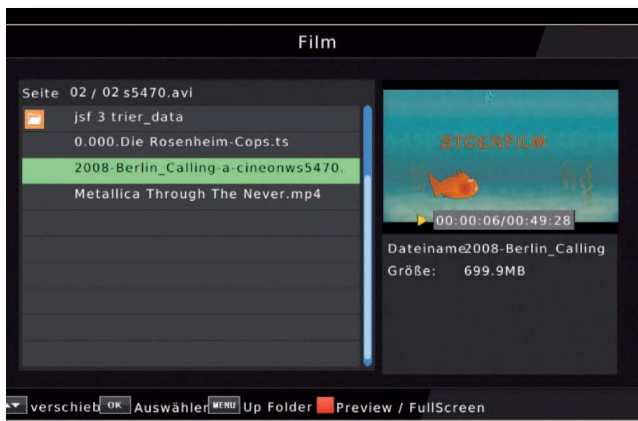 Film
Seite 02 / 02 s5470.avi
jsf 3 trier_data
0.000.Die Rosenheim-Cops.ts
2008-Berlin_Calling-a-cineonws5470.
Metallica Through The Never.mp4
STOERFILM
00:00:06/00:49:28
Dateiname2008-Berlin_Calling
Größe: 699.9MB
verschieb OK Auswähler MENU Up Folder Preview / FullScreen